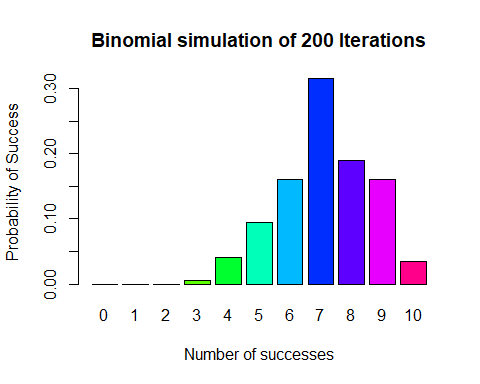 Binomial simulation of 200 Iterations
Probability of Success
0.30
0.20
0.10
0.00
0 1 2 3 4 5 6 7 8 9 10
Number of successes